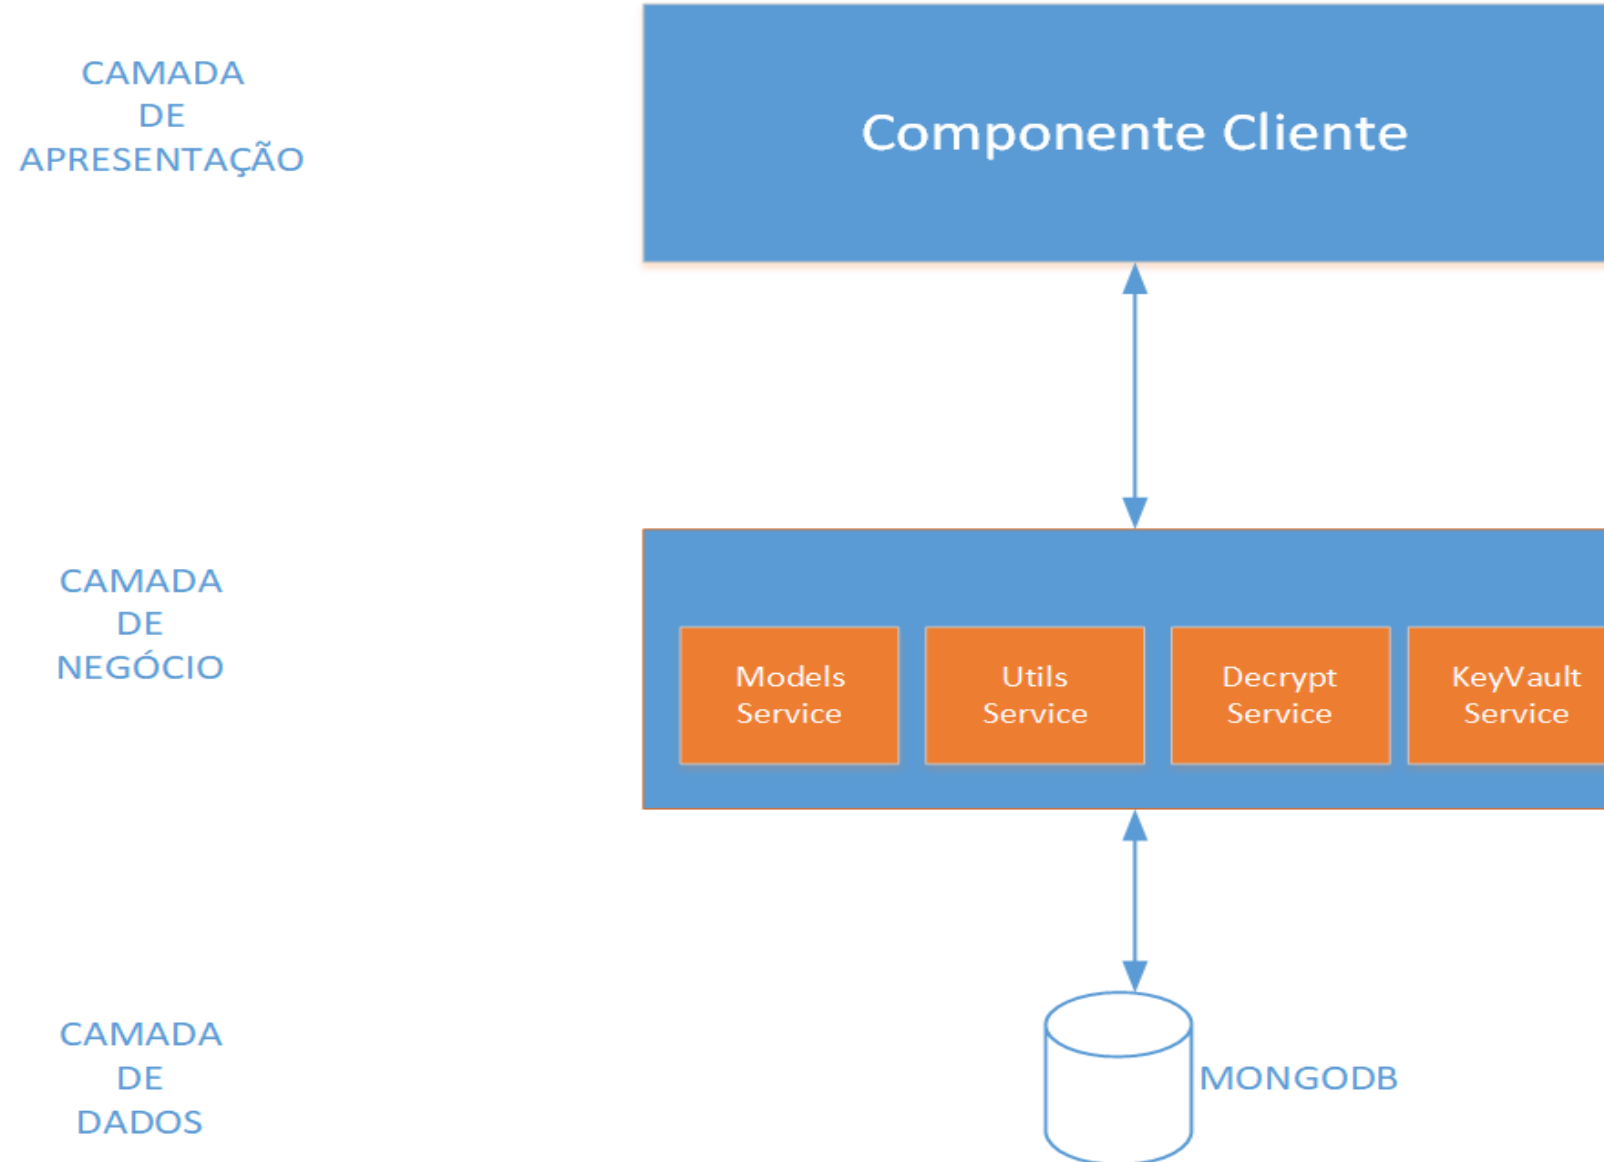 CAMADA
DE
APRESENTAÇÃO
Componente Cliente
CAMADA
DE
NEGÓCIO
Models
Service
Utils
Service
Decrypt
Service
KeyVault
Service
CAMADA
DE
DADOS
MONGODB